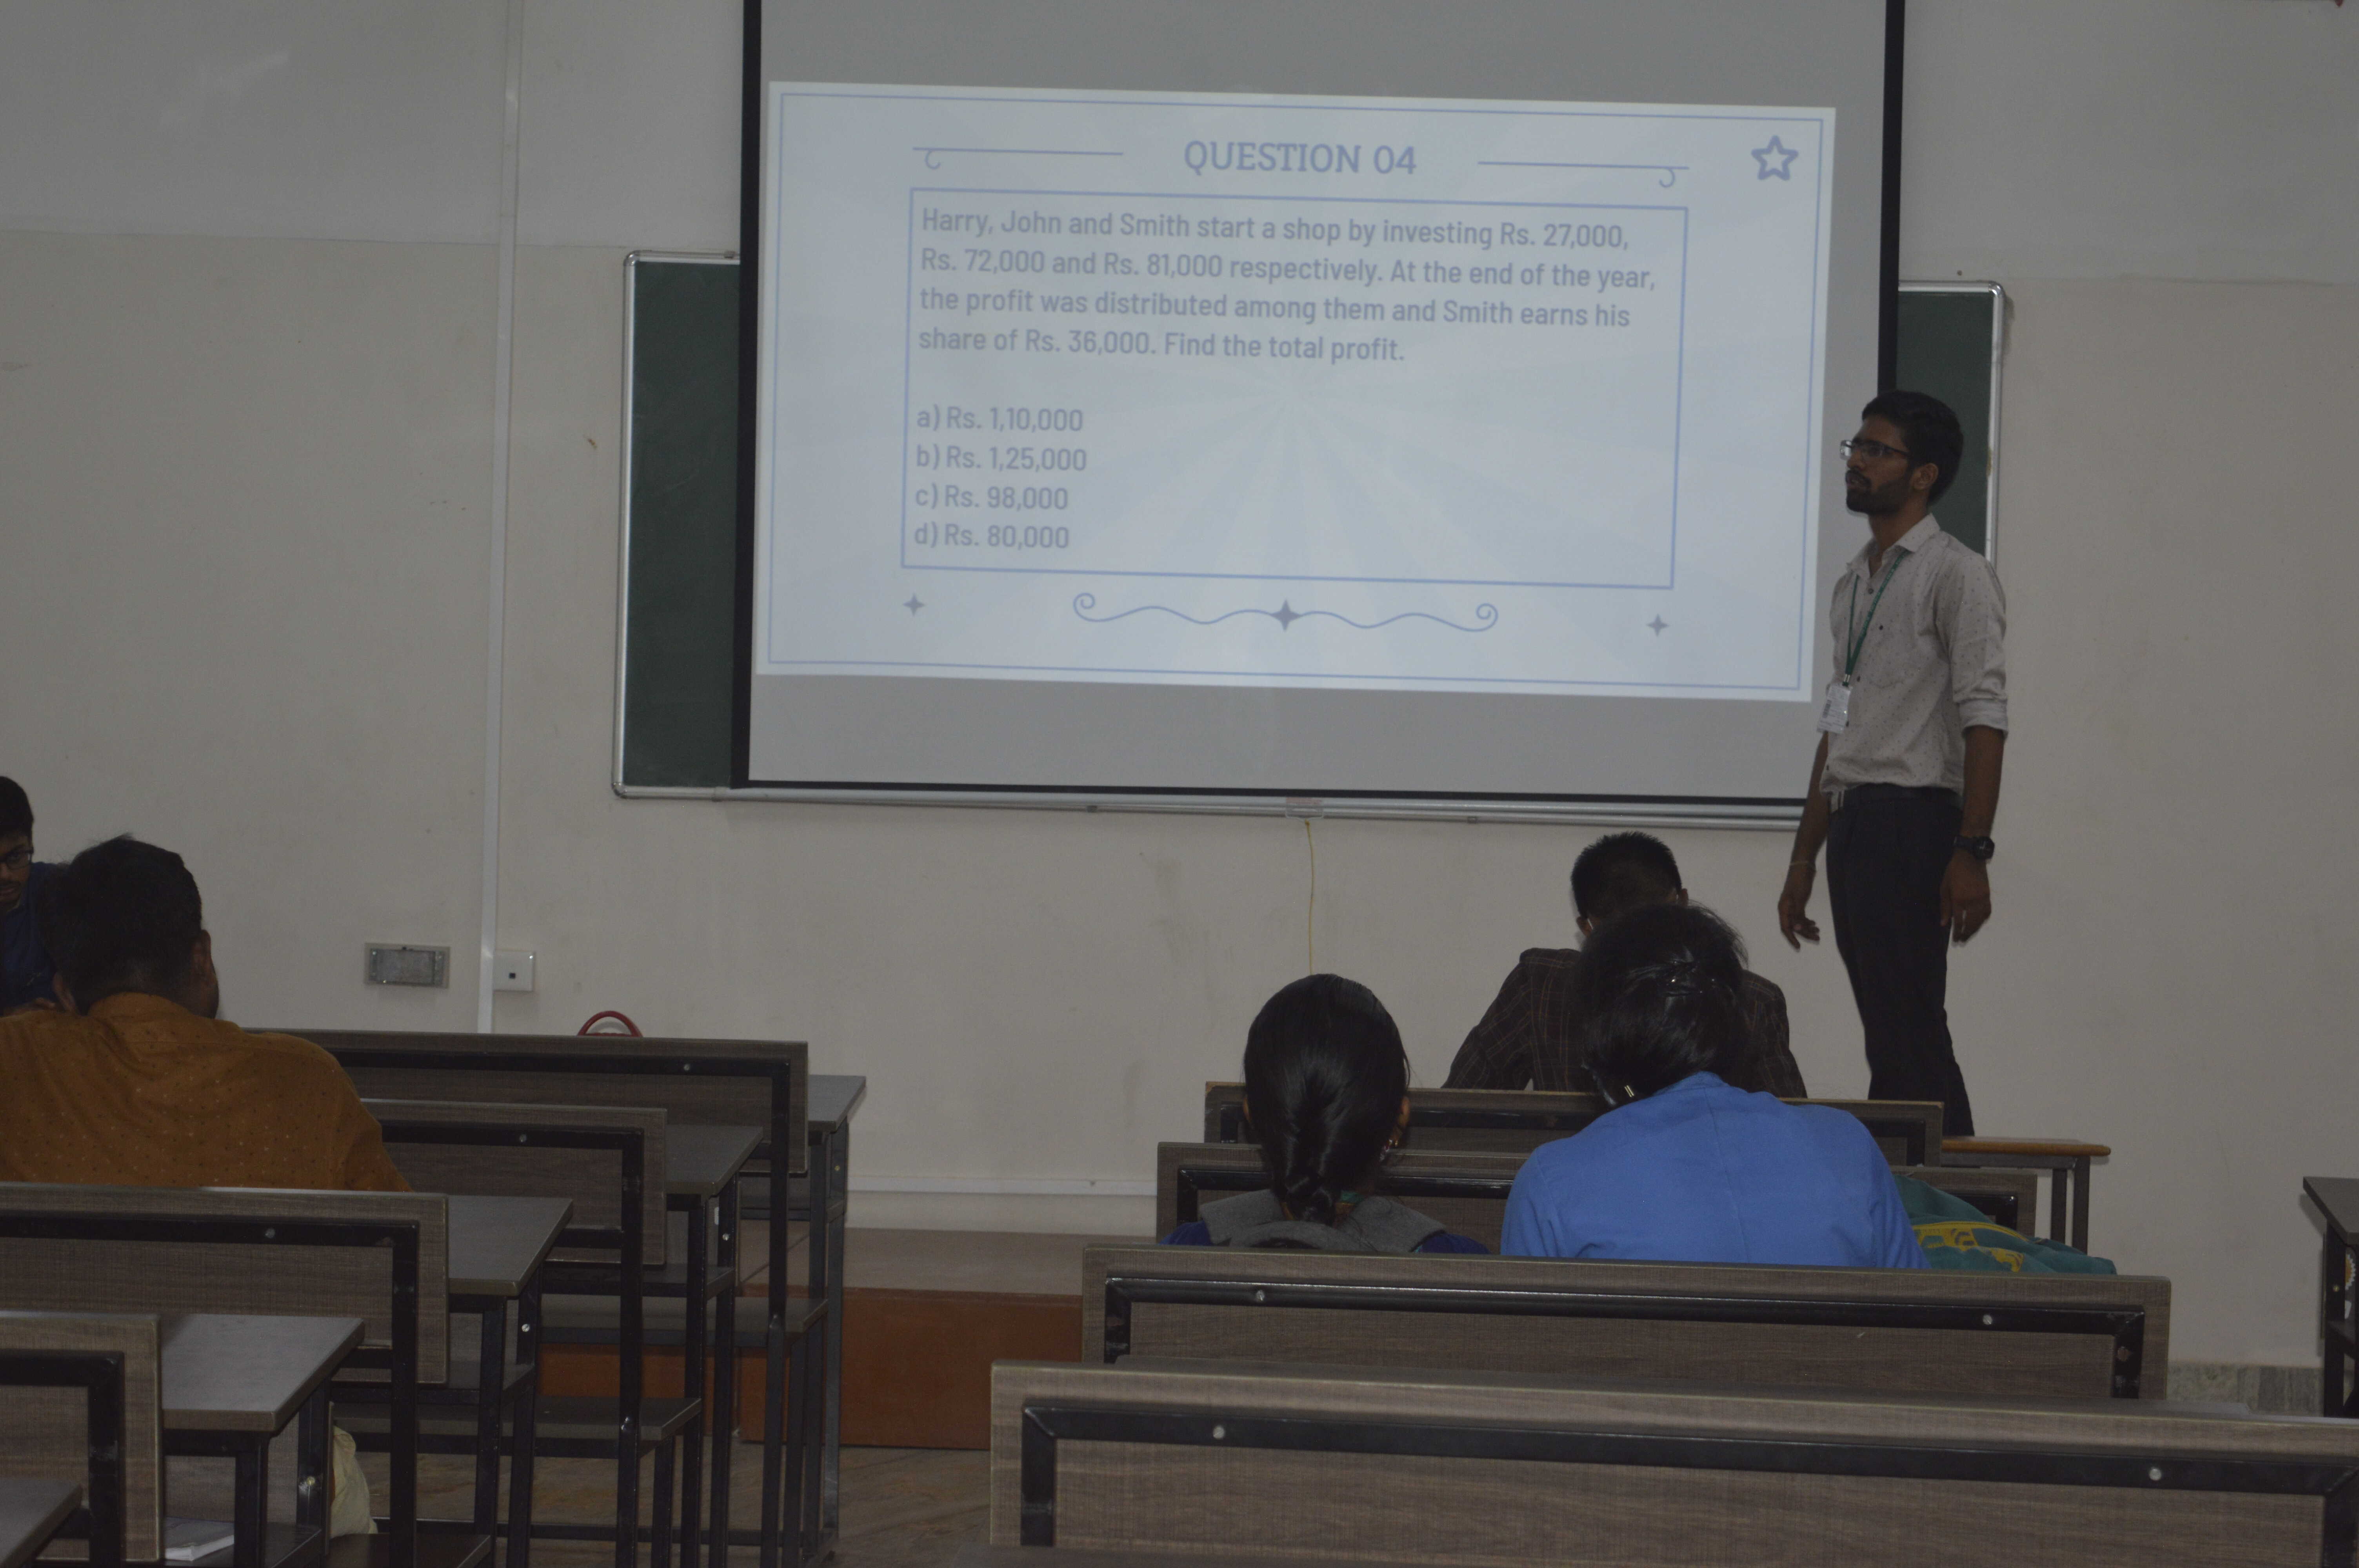 QUESTION 04
Harry, John and Smith start a shop by investing Rs. 27,000,
Rs. 72,000 and Rs. 81,000 respectively. At the end of the year,
the profit was distributed among them and Smith earns his
share of Rs. 36,000. Find the total profit.
a) Rs. 1,10,000
b) Rs. 1,25,000
c) Rs. 98,000
d) Rs. 80,000